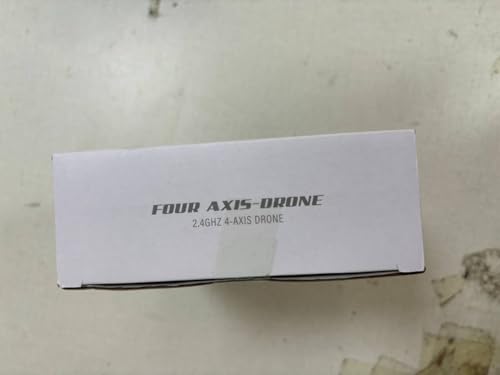 FOUR AXIS-DRONE
2.4GHZ 4-AXIS DRONE